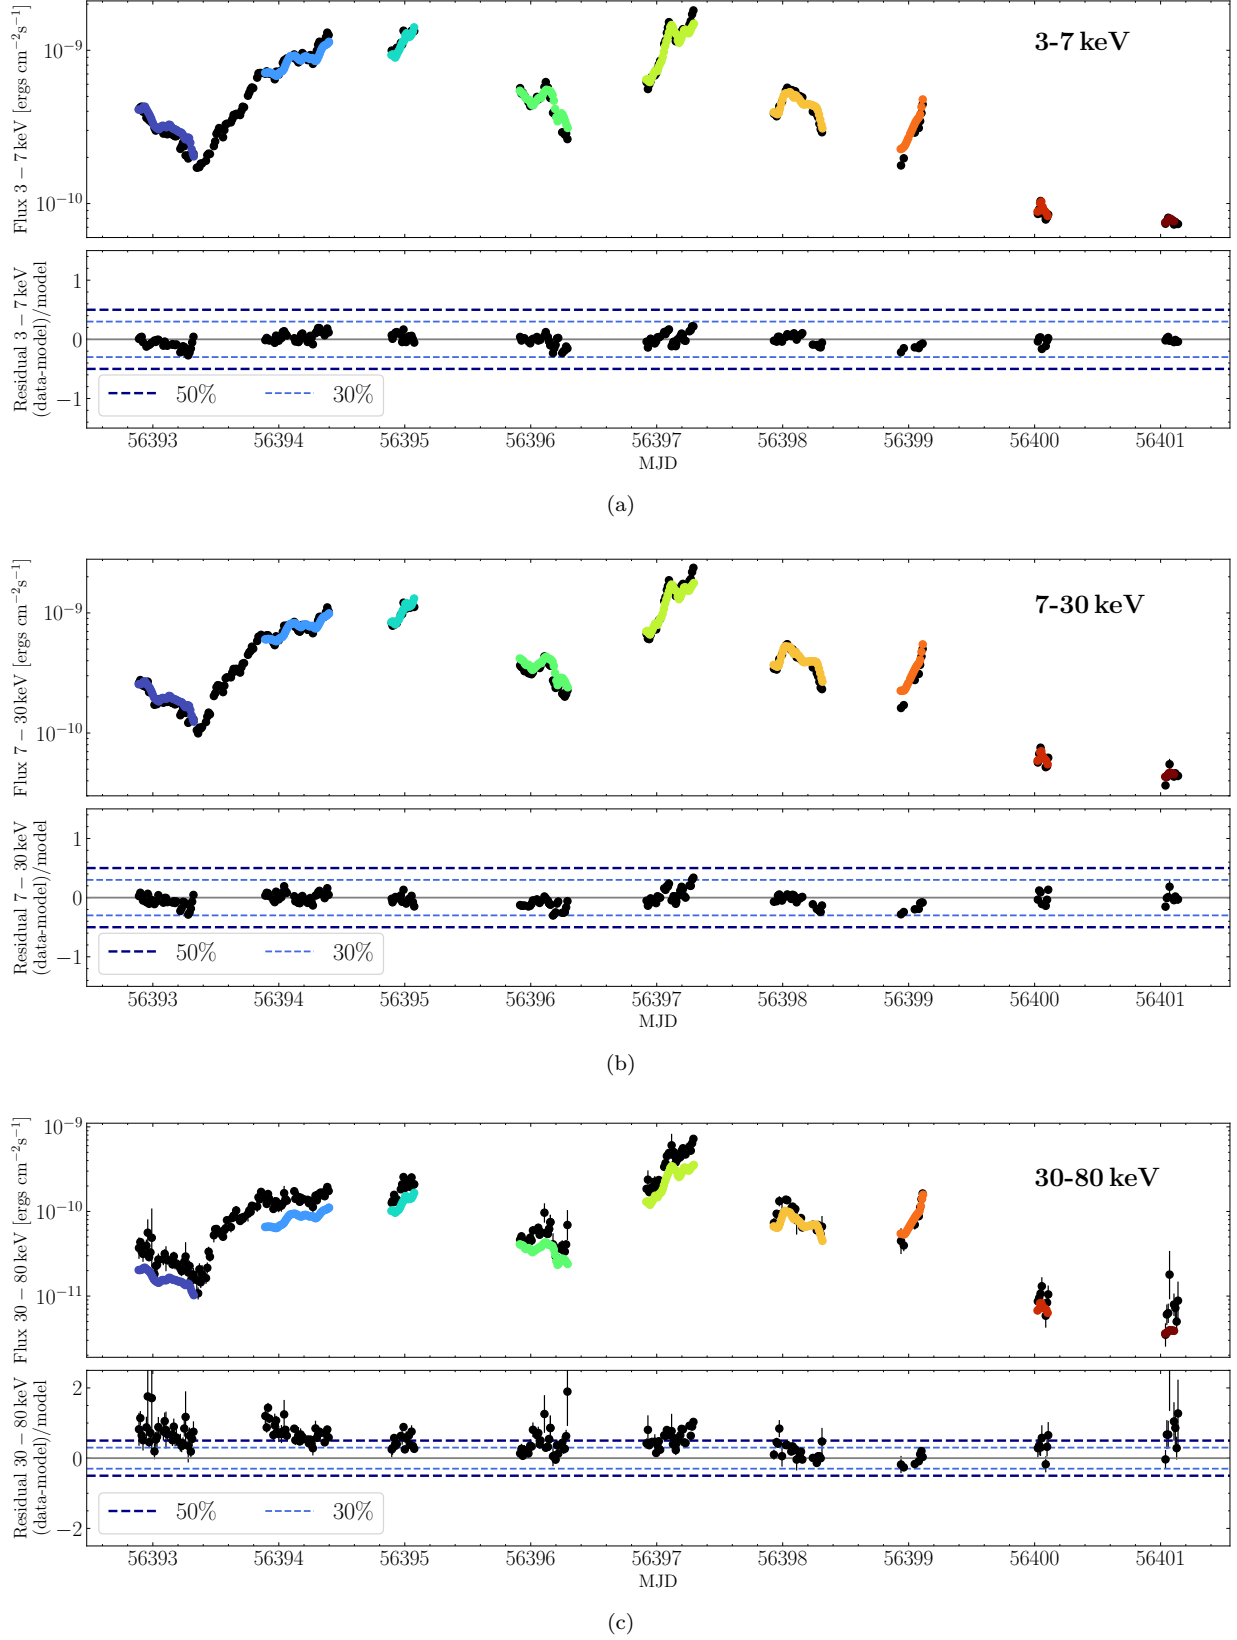 3-7 keV
Flux 3 − 7 keV [ergs cm⁻²s⁻¹]
10⁻⁹
10⁻¹⁰
Residual 3 − 7 keV
(data-model)/model
1
0
−1
50%
30%
56393 56394 56395 56396 56397 56398 56399 56400 56401
MJD
(a)
7-30 keV
Flux 7 − 30 keV [ergs cm⁻²s⁻¹]
10⁻⁹
10⁻¹⁰
Residual 7 − 30 keV
(data-model)/model
1
0
−1
50%
30%
56393 56394 56395 56396 56397 56398 56399 56400 56401
MJD
(b)
30-80 keV
Flux 30 − 80 keV [ergs cm⁻²s⁻¹]
10⁻⁹
10⁻¹⁰
10⁻¹¹
Residual 30 − 80 keV
(data-model)/model
2
0
−2
50%
30%
56393 56394 56395 56396 56397 56398 56399 56400 56401
MJD
(c)